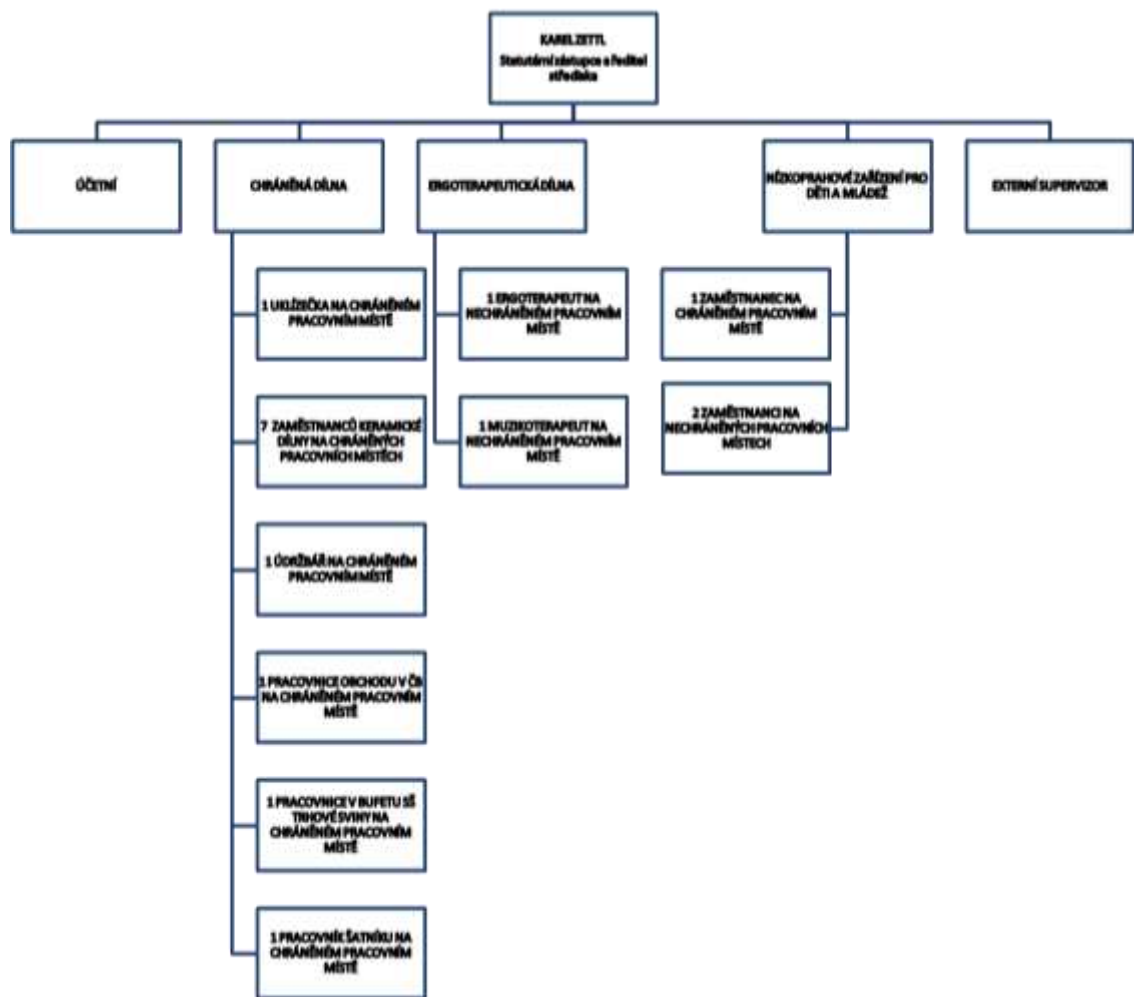 KAREL ZETTL
Statutární zástupce a ředitel
střediska
ÚČETNÍ
CHRÁNĚNÁ DÍLNA
ERGOTERAPEUTICKÁ DÍLNA
NÍZKOPRAHOVÉ ZAŘÍZENÍ PRO
DĚTI A MLÁDEŽ
EXTERNÍ SUPERVIZOR
1 UKLÍZEČKA NA CHRÁNĚNÉM
PRACOVNÍM MÍSTĚ
7 ZAMĚSTNANCŮ KERAMICKÉ
DÍLNY NA CHRÁNĚNÝCH
PRACOVNÍCH MÍSTĚCH
1 ÚDRŽBÁŘ NA CHRÁNĚNÉM
PRACOVNÍM MÍSTĚ
1 PRACOVNICE OBCHODU V ČB
NA CHRÁNĚNÉM PRACOVNÍM
MÍSTĚ
1 PRACOVNICE V BUFETU SŠ
TRHOVÉ SVINY NA
CHRÁNĚNÉM PRACOVNÍM
MÍSTĚ
1 PRACOVNÍK ŠATNÍKU NA
CHRÁNĚNÉM PRACOVNÍM
MÍSTĚ
1 ERGOTERAPEUT NA
NECHRÁNĚNÉM PRACOVNÍM
MÍSTĚ
1 MUZIKOTERAPEUT NA
NECHRÁNĚNÉM PRACOVNÍM
MÍSTĚ
1 ZAMĚSTNANEC NA
CHRÁNĚNÉM PRACOVNÍM
MÍSTĚ
2 ZAMĚSTNANCI NA
NECHRÁNĚNÝCH PRACOVNÍCH
MÍSTECH